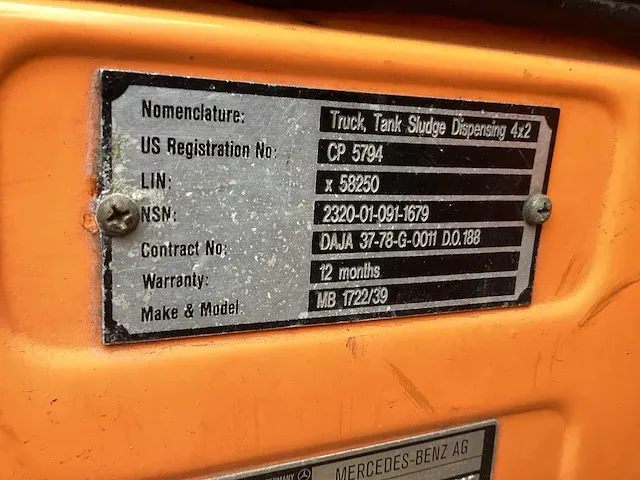 Nomenclature: Truck, Tank Sludge Dispensing 4x2
US Registration No: CP 5794
LIN: x 58250
NSN: 2320-01-091-1679
Contract No: DAJA 37-78-G-0011 D.O.188
Warranty: 12 months
Make & Model MB 1722/39
GERMANY MERCEDES-BENZ AG